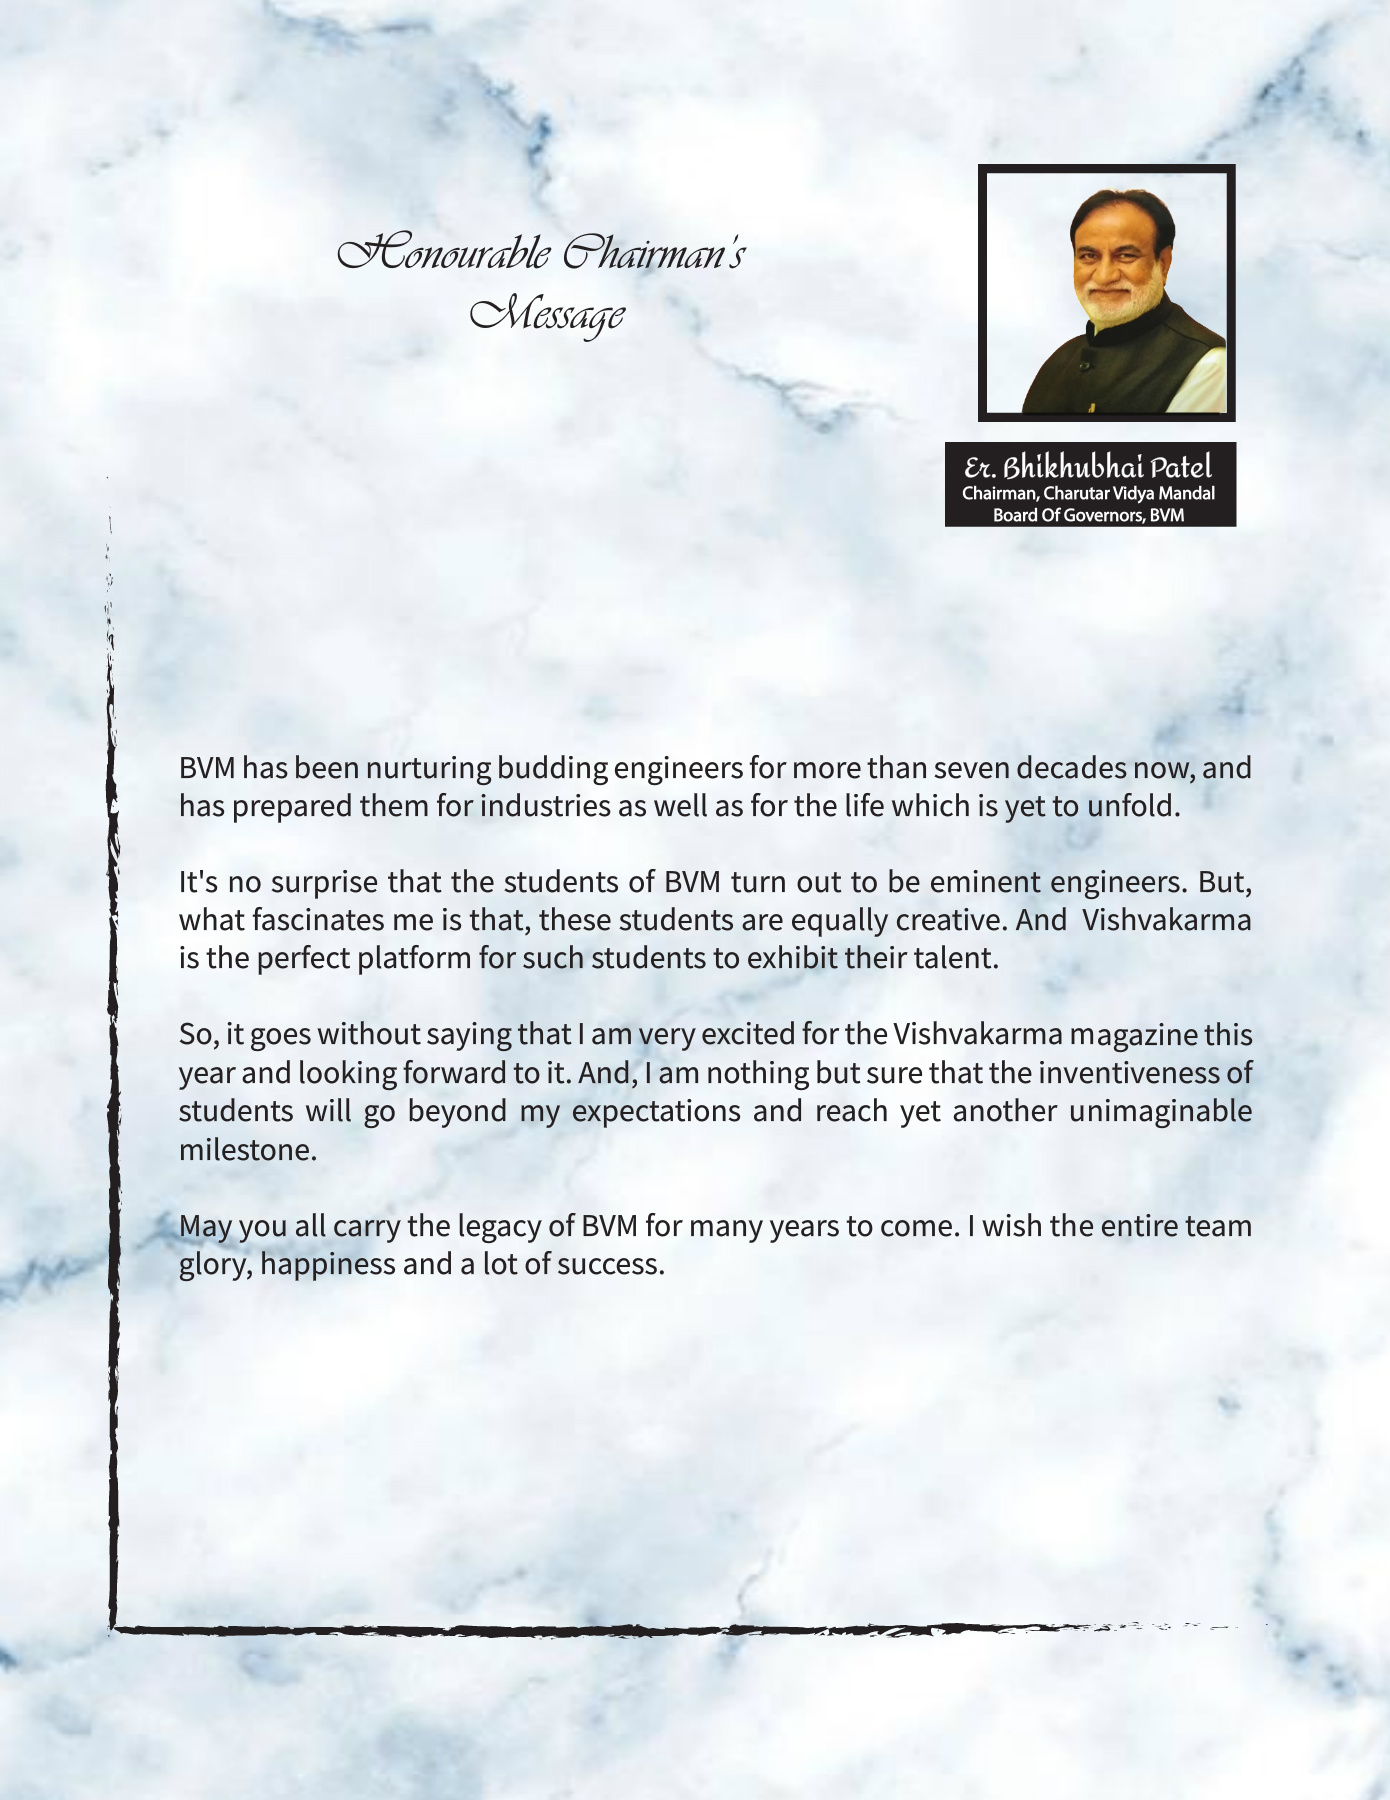 Honourable Chairman's
Message
Er. Bhikhubhai Patel
Chairman, Charutar Vidya Mandal
Board Of Governors, BVM
BVM has been nurturing budding engineers for more than seven decades now, and
has prepared them for industries as well as for the life which is yet to unfold.
It's no surprise that the students of BVM turn out to be eminent engineers. But,
what fascinates me is that, these students are equally creative. And Vishvakarma
is the perfect platform for such students to exhibit their talent.
So, it goes without saying that I am very excited for the Vishvakarma magazine this
year and looking forward to it. And, I am nothing but sure that the inventiveness of
students will go beyond my expectations and reach yet another unimaginable
milestone.
May you all carry the legacy of BVM for many years to come. I wish the entire team
glory, happiness and a lot of success.